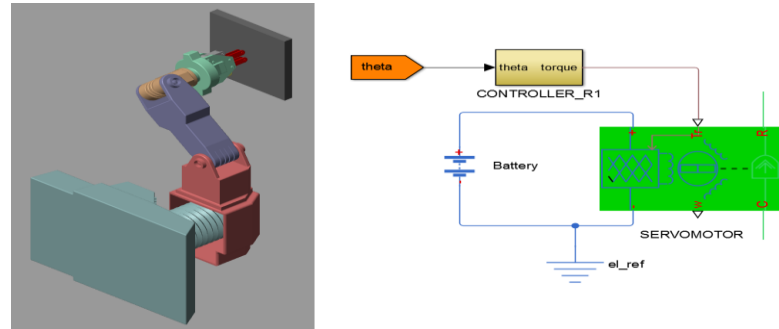 theta
theta torque
CONTROLLER_R1
+
Tr
R
+
Battery
-
-
w
C
SERVOMOTOR
el_ref